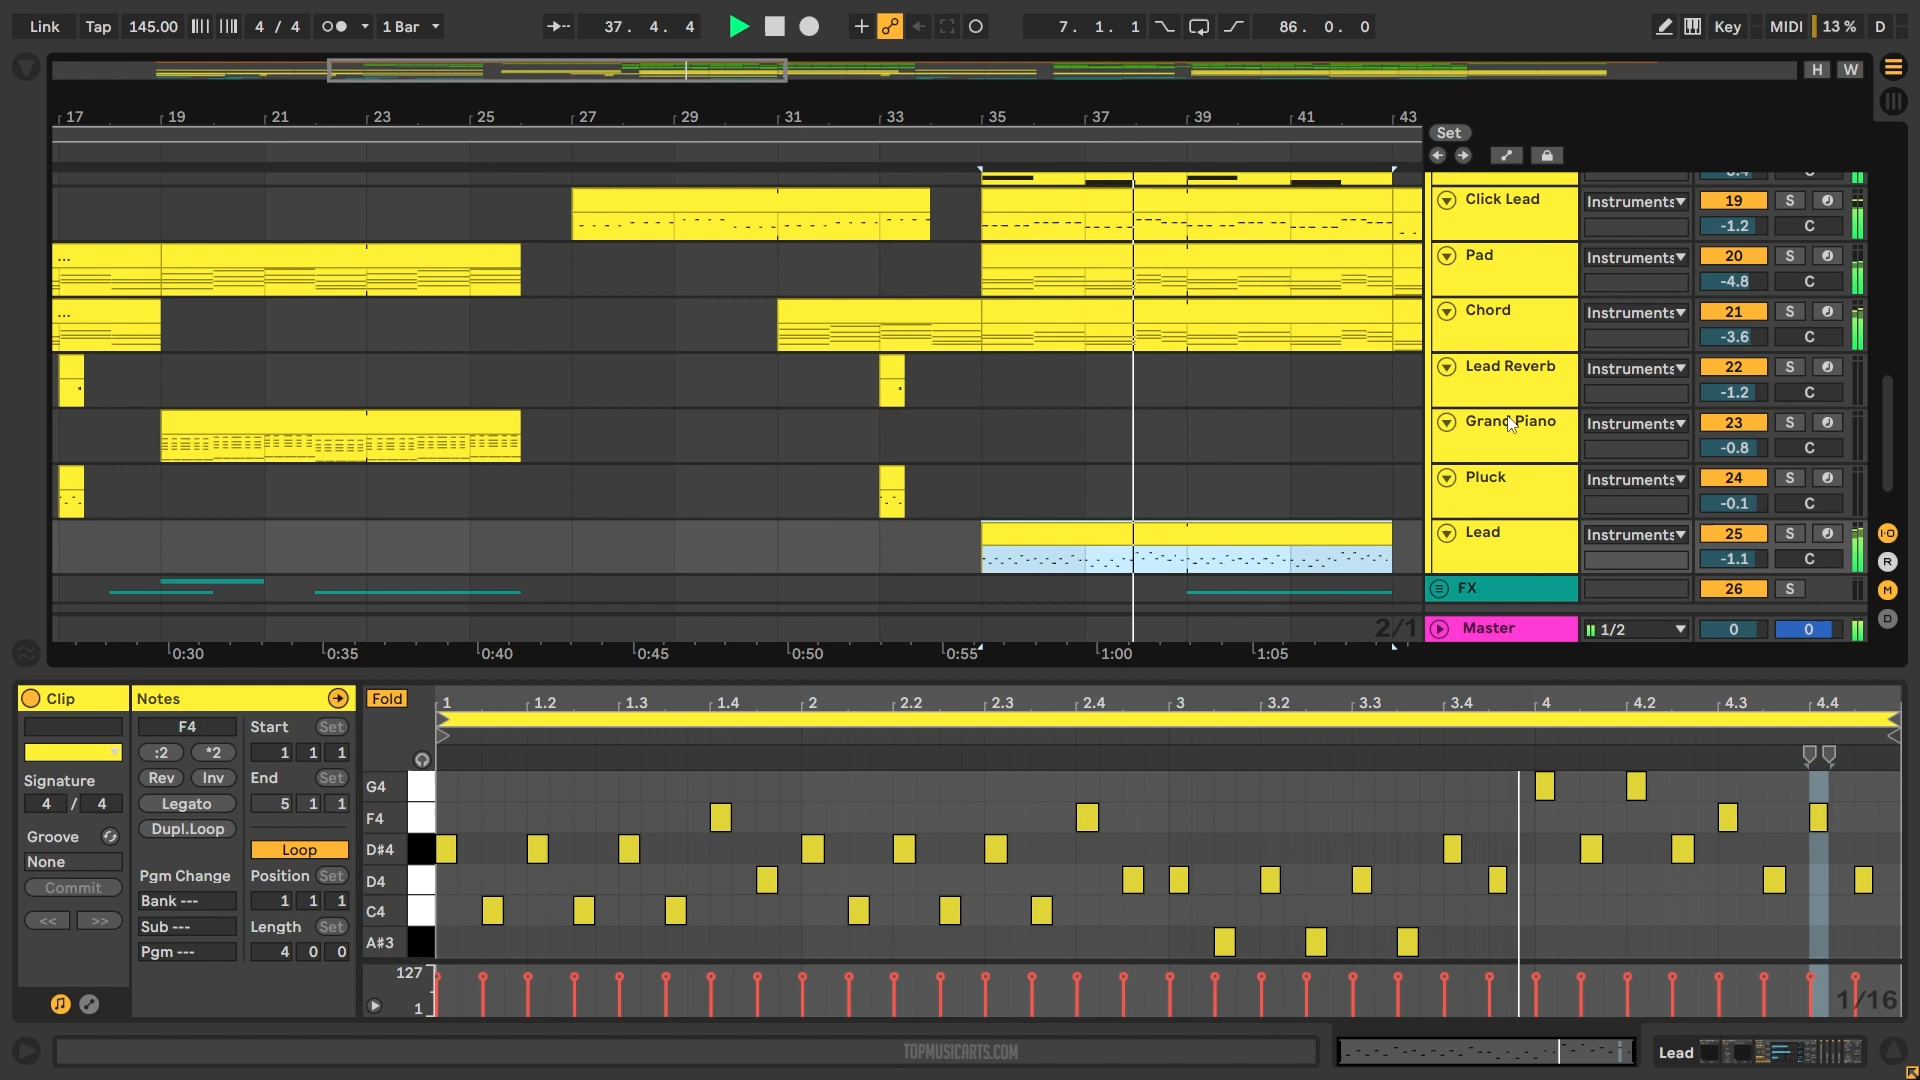 Link Tap 145.00 4 / 4 1 Bar 37. 4. 4 7. 1. 1 86. 0. 0 Key MIDI 13 % D
H W
17 19 21 23 25 27 29 31 33 35 37 39 41 43
Set
Click Lead Instruments 19 S -1.2 C
... Pad Instruments 20 S -4.8 C
... Chord Instruments 21 S -3.6 C
Lead Reverb Instruments 22 S -1.2 C
Grand Piano Instruments 23 S -0.8 C
Pluck Instruments 24 S -0.1 C
Lead Instruments 25 S -1.1 C
I·O
R
FX 26 S
M
D
2/1 Master 1/2 0 0
0:30 0:35 0:40 0:45 0:50 0:55 1:00 1:05
Clip Notes Fold 1 1.2 1.3 1.4 2 2.2 2.3 2.4 3 3.2 3.3 3.4 4 4.2 4.3 4.4
F4 Start Set
:2 *2 1 1 1
Signature Rev Inv End Set
4 / 4 Legato 5 1 1
Groove Dupl.Loop
None Loop
Commit Pgm Change Position Set
<< >> Bank --- 1 1 1
Sub --- Length Set
Pgm --- 4 0 0
G4
F4
D#4
D4
C4
A#3
127
1
1/16
TOPMUSICARTS.COM
Lead